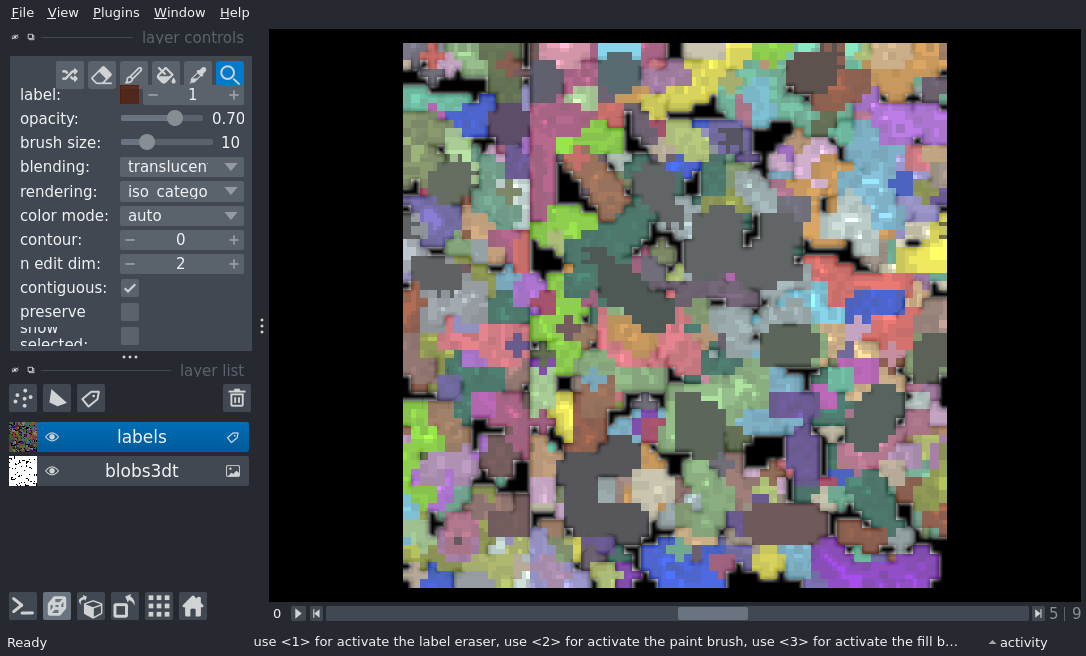 File View Plugins Window Help
layer controls
label: 1
opacity: 0.70
brush size: 10
blending: translucen
rendering: iso_catego
color mode: auto
contour: 0
n edit dim: 2
contiguous:
preserve
show
selected:
layer list
labels
blobs3dt
0 5 | 9
Ready use <1> for activate the label eraser, use <2> for activate the paint brush, use <3> for activate the fill b... activity